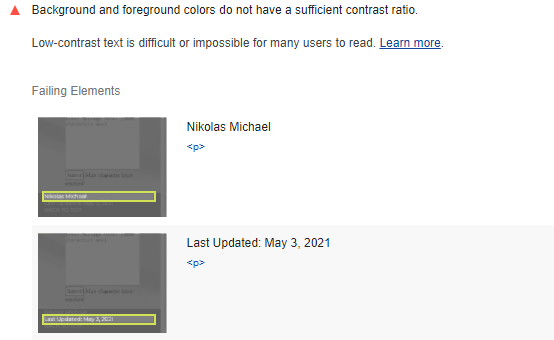 Background and foreground colors do not have a sufficient contrast ratio.
Low-contrast text is difficult or impossible for many users to read. Learn more.
Failing Elements
Nikolas Michael
<p>
Nikolas Michael
Last Updated: May 3, 2021
<p>
Last Updated: May 3, 2021